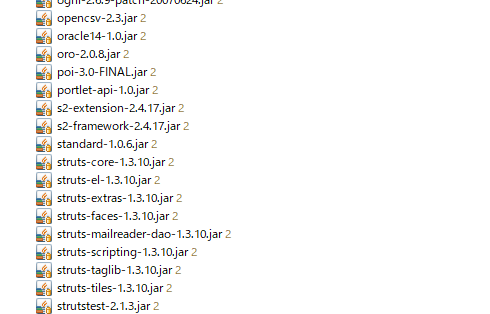 ognl-2.6.9-patch-20070624.jar 2
opencsv-2.3.jar 2
oracle14-1.0.jar 2
oro-2.0.8.jar 2
poi-3.0-FINAL.jar 2
portlet-api-1.0.jar 2
s2-extension-2.4.17.jar 2
s2-framework-2.4.17.jar 2
standard-1.0.6.jar 2
struts-core-1.3.10.jar 2
struts-el-1.3.10.jar 2
struts-extras-1.3.10.jar 2
struts-faces-1.3.10.jar 2
struts-mailreader-dao-1.3.10.jar 2
struts-scripting-1.3.10.jar 2
struts-taglib-1.3.10.jar 2
struts-tiles-1.3.10.jar 2
strutstest-2.1.3.jar 2